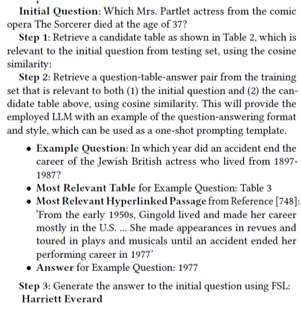 Initial Question: Which Mrs. Partlet actress from the comic
opera The Sorcerer died at the age of 37?
Step 1: Retrieve a candidate table as shown in Table 2, which is
relevant to the initial question from testing set, using the cosine
similarity:
Step 2: Retrieve a question-table-answer pair from the training
set that is relevant to both (1) the initial question and (2) the can-
didate table above, using cosine similarity. This will provide the
employed LLM with an example of the question-answering format
and style, which can be used as a one-shot prompting template.
• Example Question: In which year did an accident end the
career of the Jewish British actress who lived from 1897-
1987?
• Most Relevant Table for Example Question: Table 3
• Most Relevant Hyperlinked Passage from Reference [748]:
'From the early 1950s, Gingold lived and made her career
mostly in the U.S. ... She made appearances in revues and
toured in plays and musicals until an accident ended her
performing career in 1977'
• Answer for Example Question: 1977
Step 3: Generate the answer to the initial question using FSL:
Harriett Everard